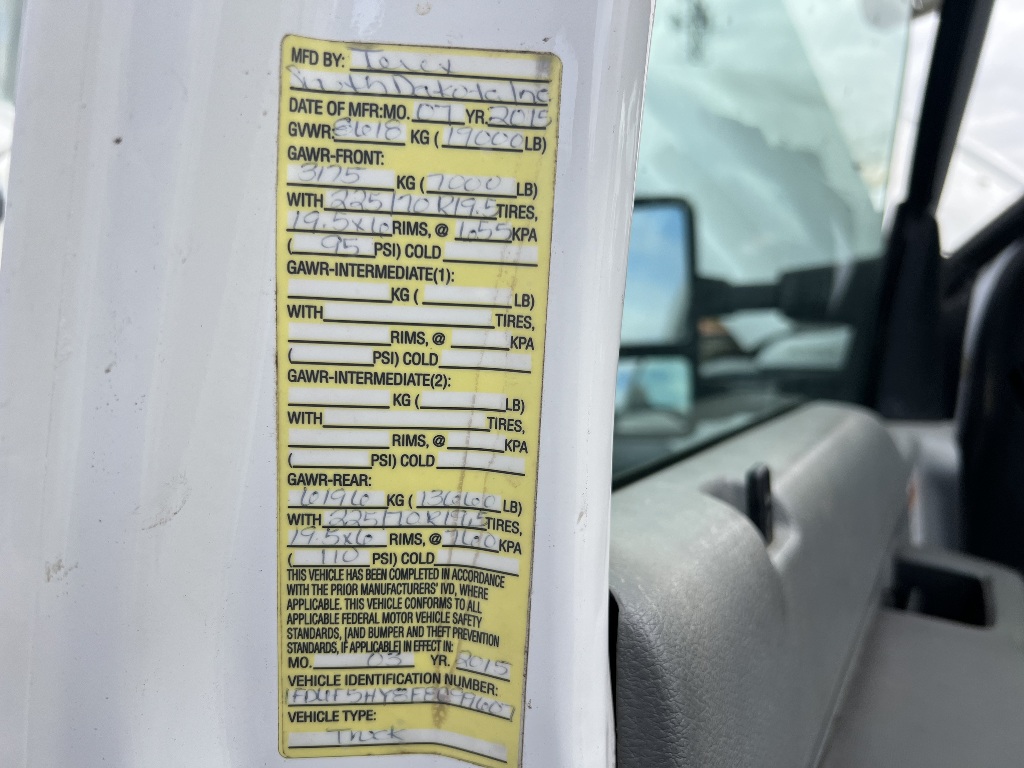 MFD BY: Terex
South Dakota Inc
DATE OF MFR:MO. 07 YR. 2015
GVWR: 8618 KG ( 19000 LB)
GAWR-FRONT:
3175 KG ( 7000 LB)
WITH 225/70R19.5 TIRES,
19.5x6 RIMS, @ 655 KPA
( 95 PSI) COLD
GAWR-INTERMEDIATE(1):
KG ( LB)
WITH TIRES,
RIMS, @ KPA
( PSI) COLD
GAWR-INTERMEDIATE(2):
KG ( LB)
WITH TIRES,
RIMS, @ KPA
( PSI) COLD
GAWR-REAR:
6196 KG ( 13660 LB)
WITH 225/70R19.5 TIRES,
19.5x6 RIMS, @ 760 KPA
( 110 PSI) COLD
THIS VEHICLE HAS BEEN COMPLETED IN ACCORDANCE
WITH THE PRIOR MANUFACTURERS' IVD, WHERE
APPLICABLE. THIS VEHICLE CONFORMS TO ALL
APPLICABLE FEDERAL MOTOR VEHICLE SAFETY
STANDARDS, [AND BUMPER AND THEFT PREVENTION
STANDARDS, IF APPLICABLE] IN EFFECT IN:
MO. 03 YR. 2015
VEHICLE IDENTIFICATION NUMBER:
VEHICLE TYPE:
Truck